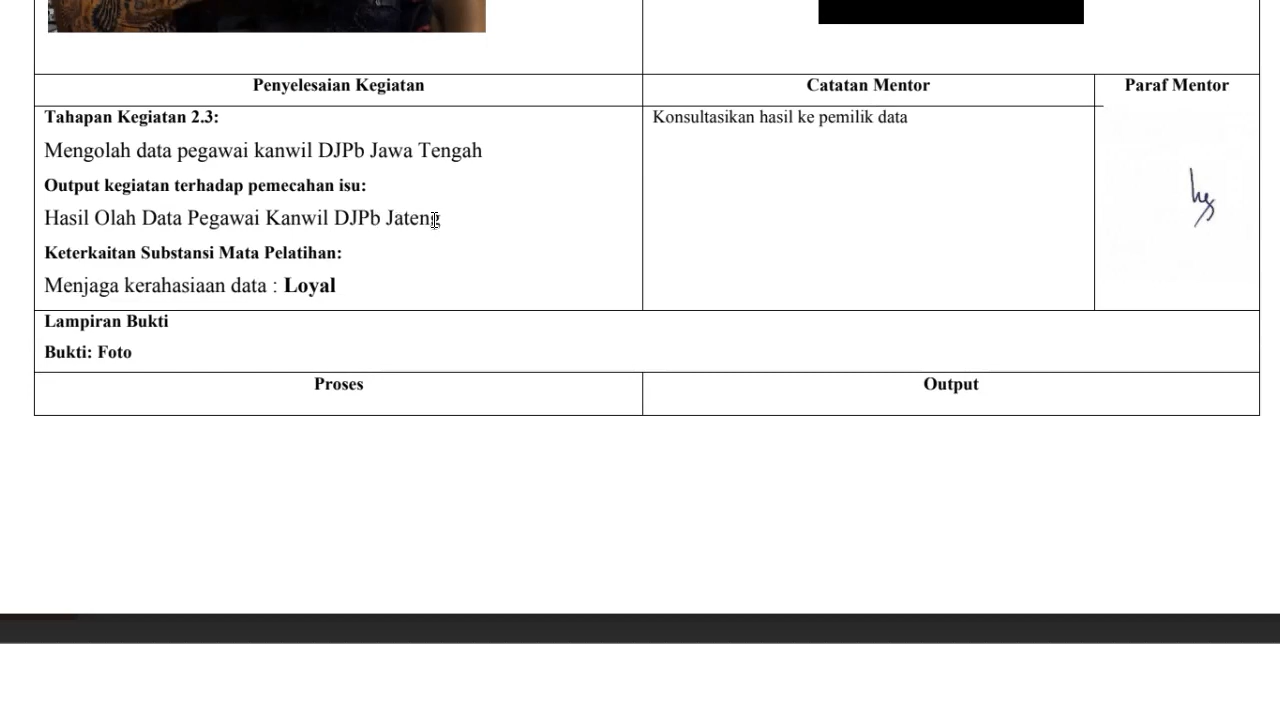 Penyelesaian Kegiatan
Catatan Mentor
Paraf Mentor
Tahapan Kegiatan 2.3:
Mengolah data pegawai kanwil DJPb Jawa Tengah
Output kegiatan terhadap pemecahan isu:
Hasil Olah Data Pegawai Kanwil DJPb Jateng
Keterkaitan Substansi Mata Pelatihan:
Menjaga kerahasiaan data : Loyal
Konsultasikan hasil ke pemilik data
Lampiran Bukti
Bukti: Foto
Proses
Output